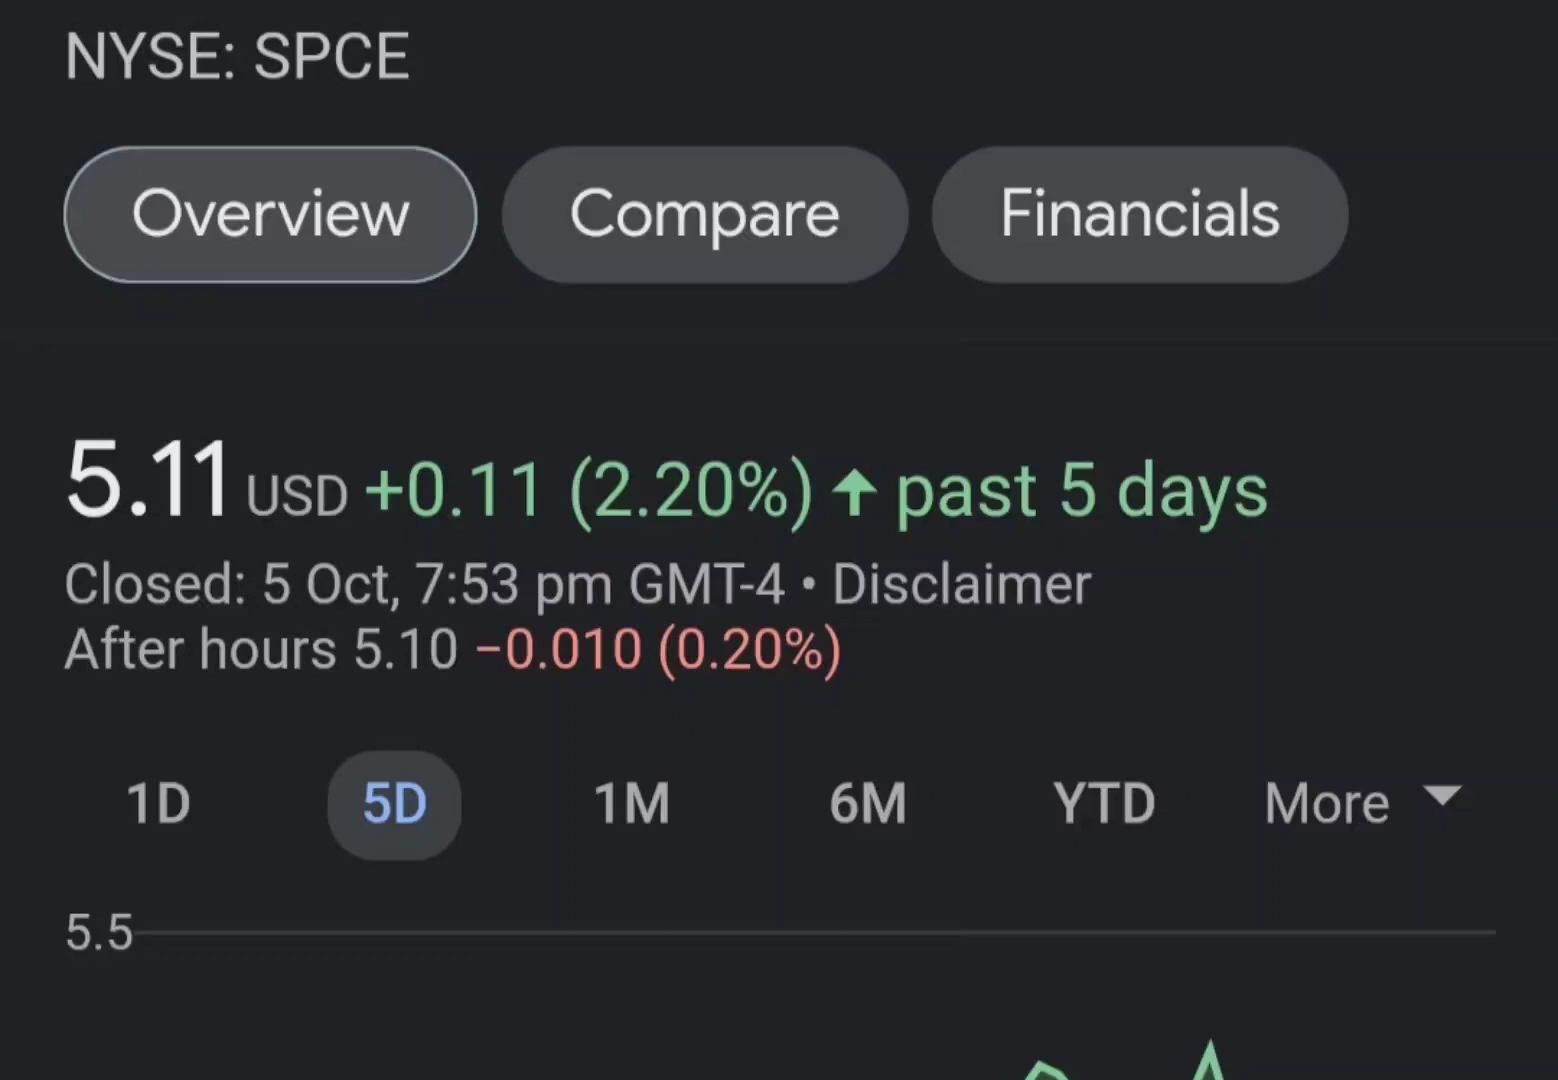 NYSE: SPCE
Overview Compare Financials
5.11 USD +0.11 (2.20%) ↑ past 5 days
Closed: 5 Oct, 7:53 pm GMT-4 • Disclaimer
After hours 5.10 −0.010 (0.20%)
1D 5D 1M 6M YTD More
5.5